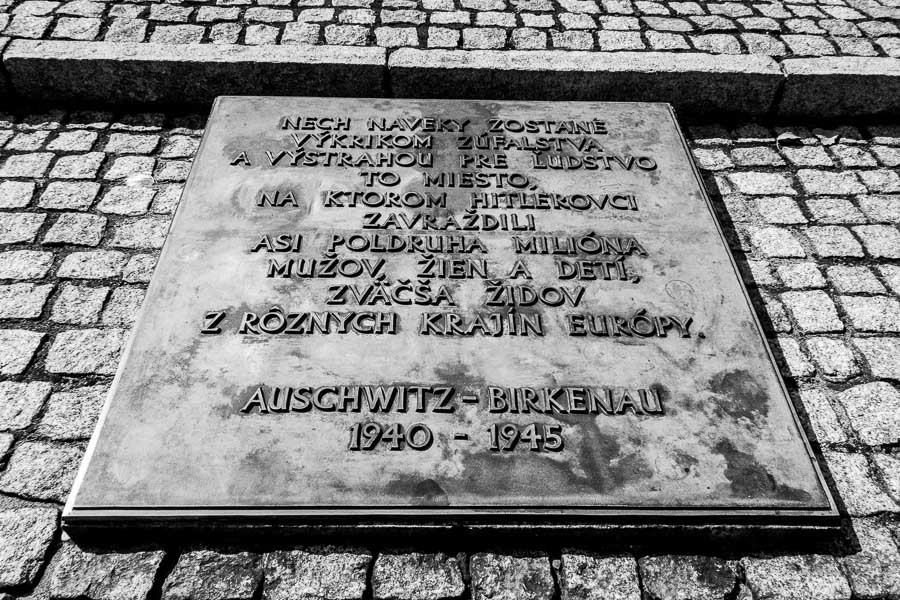 NECH NAVEKY ZOSTANE
VÝKRIKOM ZÚFALSTVA
A VÝSTRAHOU PRE ĽUDSTVO
TO MIESTO,
NA KTOROM HITLEROVCI
ZAVRAŽDILI
ASI POLDRUHA MILIÓNA
MUŽOV, ŽIEN A DETÍ,
ZVÄČŠA ŽIDOV
Z RÔZNYCH KRAJÍN EURÓPY.
AUSCHWITZ - BIRKENAU
1940 - 1945